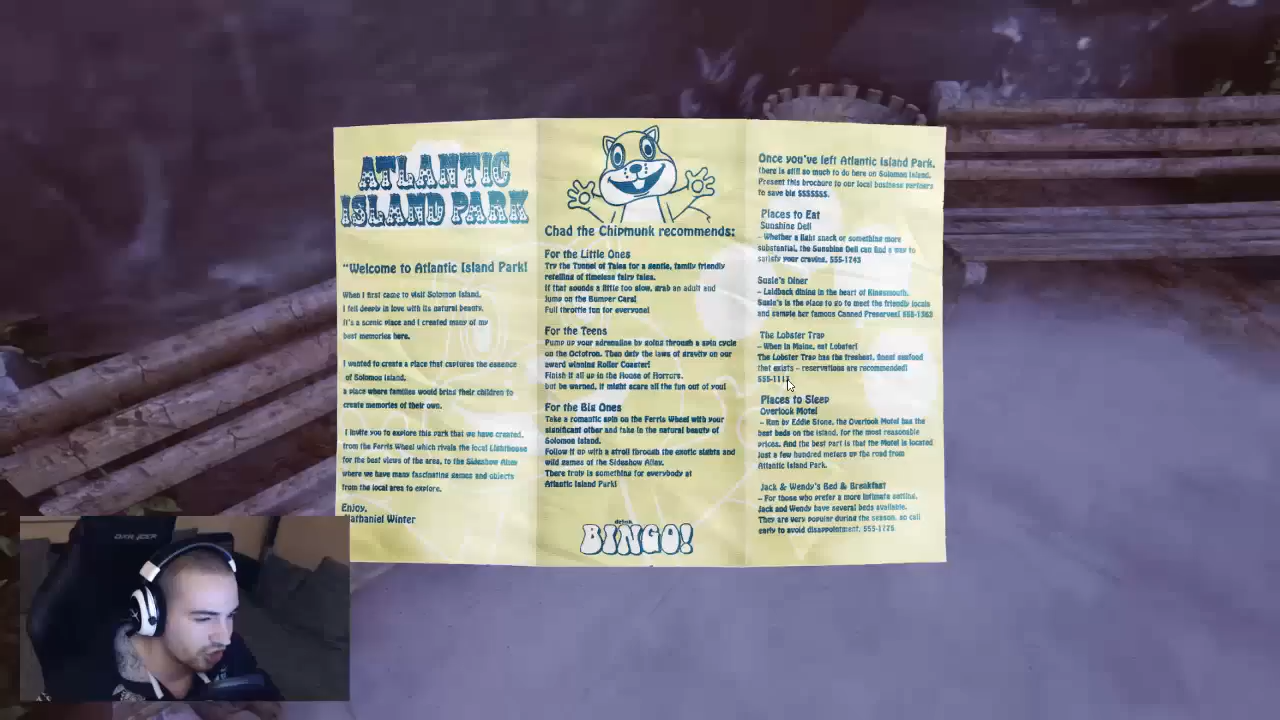 ATLANTIC
ISLAND PARK
"Welcome to Atlantic Island Park!
When I first came to visit Solomon Island,
I fell deeply in love with its natural beauty.
It's a scenic place and I created many of my
best memories here.
I wanted to create a place that captures the essence
of Solomon Island,
a place where families would bring their children to
create memories of their own.
I invite you to explore this park that we have created,
from the Ferris Wheel which rivals the local Lighthouse
for the best views of the area, to the Sideshow Alley
where we have many fascinating games and objects
from the local area to explore.
Enjoy,
Nathaniel Winter
Chad the Chipmunk recommends:
For the Little Ones
Try the Tunnel of Tales for a gentle, family friendly
retelling of timeless fairy tales.
If that sounds a little too slow, grab an adult and
jump on the Bumper Cars!
Full throttle fun for everyone!
For the Teens
Pump up your adrenaline by going through a spin cycle
on the Octotron. Then defy the laws of gravity on our
award winning Roller Coaster!
Finish it all up in the House of Horrors,
but be warned, it might scare all the fun out of you!
For the Big Ones
Take a romantic spin on the Ferris Wheel with your
significant other and take in the natural beauty of
Solomon Island.
Follow it up with a stroll through the exotic sights and
wild games of the Sideshow Alley.
There truly is something for everybody at
Atlantic Island Park!
drink
BINGO!
Once you've left Atlantic Island Park,
there is still so much to do here on Solomon Island.
Present this brochure to our local business partners
to save big $$$$$$$.
Places to Eat
Sunshine Deli
- Whether a light snack or something more
substantial, the Sunshine Deli can find a way to
satisfy your craving. 555-1243
Susie's Diner
- Laidback dining in the heart of Kingsmouth.
Susie's is the place to go to meet the friendly locals
and sample her famous Canned Preserves! 555-1363
The Lobster Trap
- When in Maine, eat Lobster!
The Lobster Trap has the freshest, finest seafood
that exists - reservations are recommended!
555-1112
Places to Sleep
Overlook Motel
- Run by Eddie Stone, the Overlook Motel has the
best beds on the island, for the most reasonable
prices. And the best part is that the Motel is located
just a few hundred meters up the road from
Atlantic Island Park.
Jack & Wendy's Bed & Breakfast
- For those who prefer a more intimate setting,
Jack and Wendy have several beds available.
They are very popular during the season, so call
early to avoid disappointment. 555-1775